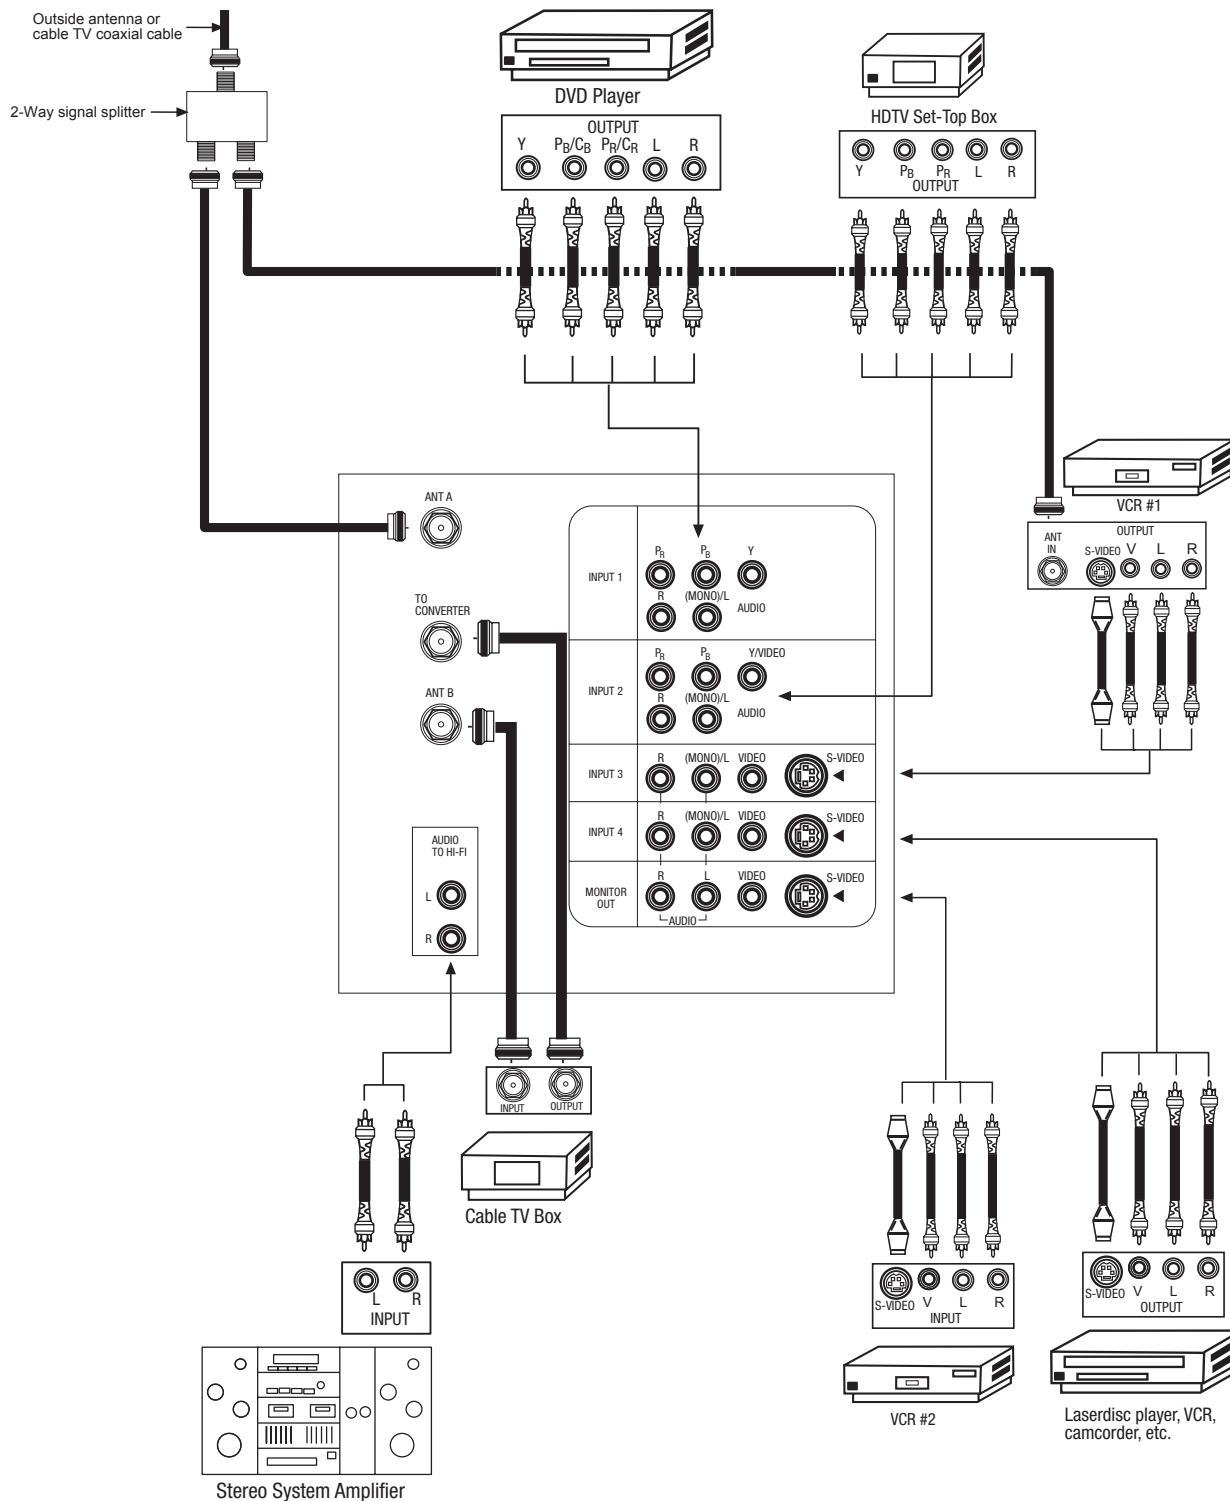 Outside antenna or
cable TV coaxial cable
2-Way signal splitter
DVD Player
OUTPUT
Y PB/CB PR/CR L R
HDTV Set-Top Box
Y PB PR L R
OUTPUT
VCR #1
ANT
IN
OUTPUT
S-VIDEO V L R
ANT A
TO
CONVERTER
ANT B
AUDIO
TO HI-FI
L
R
INPUT 1
PR PB Y
R (MONO)/L AUDIO
INPUT 2
PR PB Y/VIDEO
R (MONO)/L AUDIO
INPUT 3
R (MONO)/L VIDEO S-VIDEO
INPUT 4
R (MONO)/L VIDEO S-VIDEO
MONITOR
OUT
R L VIDEO S-VIDEO
AUDIO
INPUT OUTPUT
Cable TV Box
L R
INPUT
Stereo System Amplifier
S-VIDEO V L R
INPUT
VCR #2
S-VIDEO V L R
OUTPUT
Laserdisc player, VCR,
camcorder, etc.